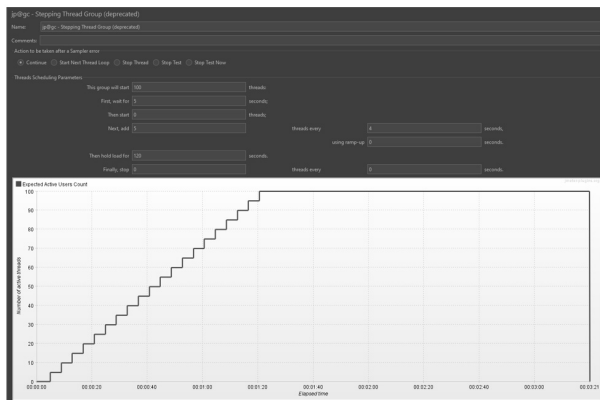 jp@gc - Stepping Thread Group (deprecated)
Name: jp@gc - Stepping Thread Group (deprecated)
Comments:
Action to be taken after a Sampler error
Continue Start Next Thread Loop Stop Thread Stop Test Stop Test Now
Threads Scheduling Parameters
This group will start 100 threads:
First, wait for 5 seconds;
Then start 0 threads;
Next, add 5 threads every 4 seconds,
using ramp-up 0 seconds.
Then hold load for 120 seconds.
Finally, stop 0 threads every 0 seconds.
Expected Active Users Count
100
90
80
70
60
50
40
30
20
10
0
Number of active threads
00:00:00 00:00:20 00:00:40 00:01:00 00:01:20 00:01:40 00:02:00 00:02:20 00:02:40 00:03:00 00:03:21
Elapsed time